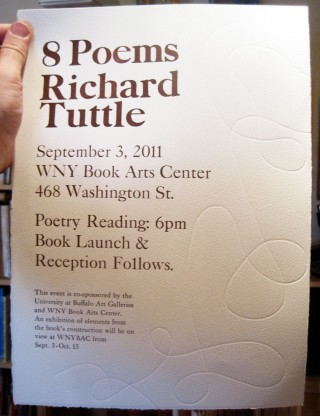 8 Poems
Richard
Tuttle
September 3, 2011
WNY Book Arts Center
468 Washington St.
Poetry Reading: 6pm
Book Launch &
Reception Follows.
This event is co-sponsored by the
University at Buffalo Art Galleries
and WNY Book Arts Center.
An exhibition of elements from
the book's construction will be on
view at WNYBAC from
Sept. 3-Oct. 15